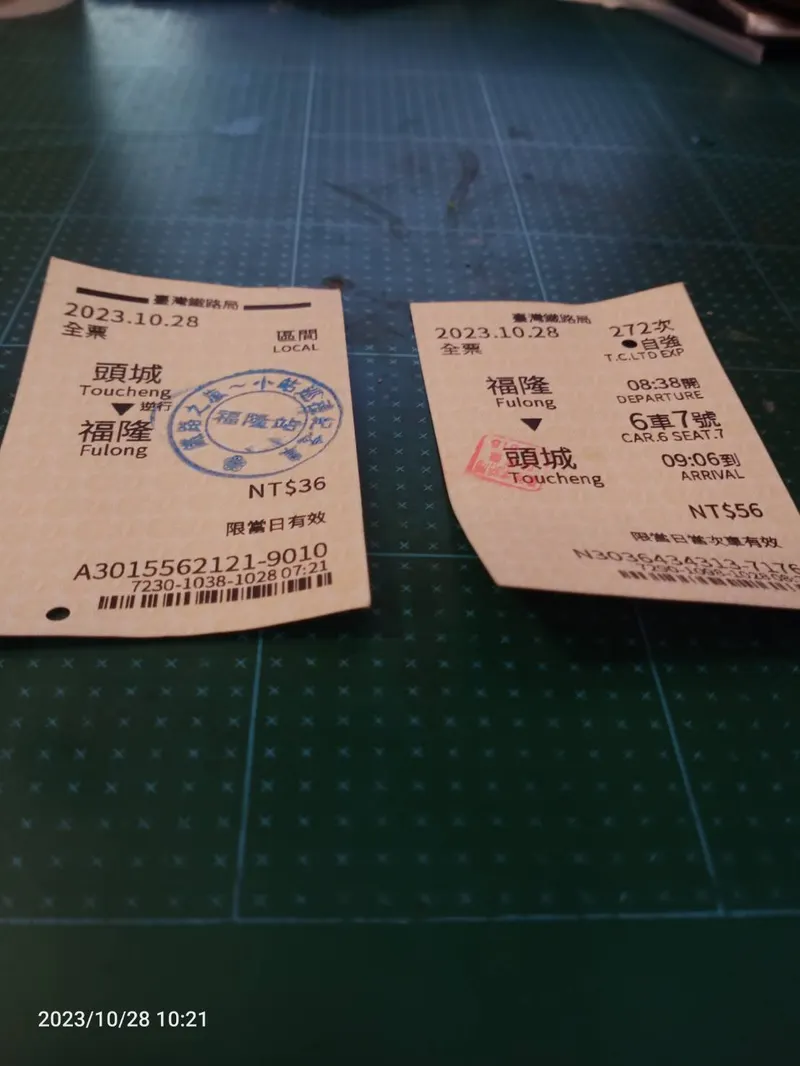 臺灣鐵路局
2023.10.28
全票
區間
LOCAL
頭城
Toucheng
逆行
福隆
Fulong
福隆站
NT$36
限當日有效
A3015562121-9010
7230-1038-1028 07:21
臺灣鐵路局
2023.10.28
272次
全票
自強
T.C.LTD EXP
福隆
Fulong
08:38開
DEPARTURE
6車7號
CAR.6 SEAT.7
頭城
Toucheng
09:06到
ARRIVAL
NT$56
限當日當次車有效
N3036434313-7176
2023/10/28 10:21